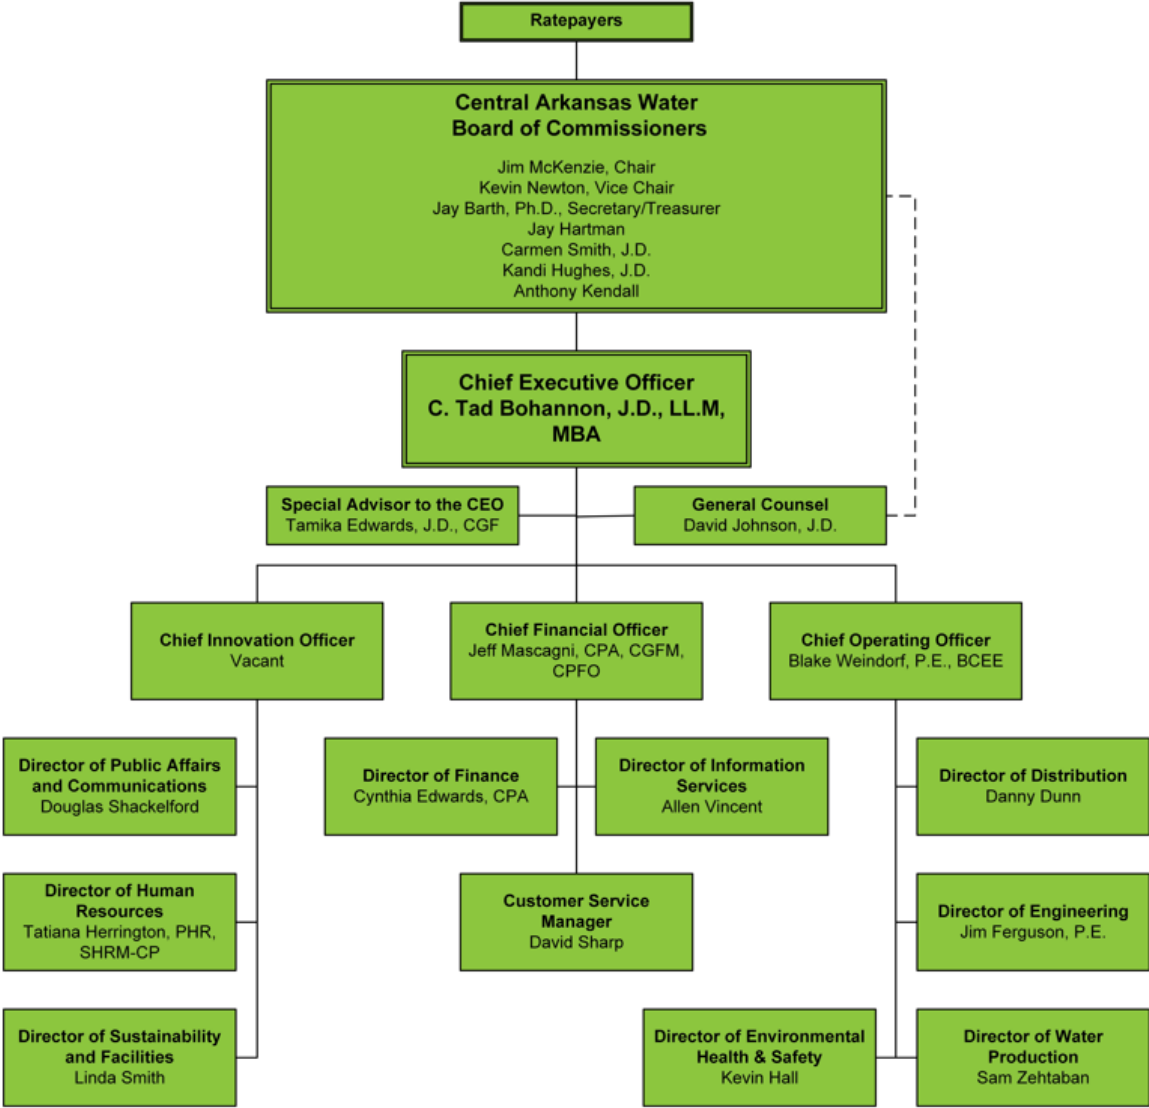 Ratepayers
Central Arkansas Water
Board of Commissioners
Jim McKenzie, Chair
Kevin Newton, Vice Chair
Jay Barth, Ph.D., Secretary/Treasurer
Jay Hartman
Carmen Smith, J.D.
Kandi Hughes, J.D.
Anthony Kendall
Chief Executive Officer
C. Tad Bohannon, J.D., LL.M,
MBA
Special Advisor to the CEO
Tamika Edwards, J.D., CGF
General Counsel
David Johnson, J.D.
Chief Innovation Officer
Vacant
Chief Financial Officer
Jeff Mascagni, CPA, CGFM,
CPFO
Chief Operating Officer
Blake Weindorf, P.E., BCEE
Director of Public Affairs
and Communications
Douglas Shackelford
Director of Finance
Cynthia Edwards, CPA
Director of Information
Services
Allen Vincent
Director of Distribution
Danny Dunn
Director of Human
Resources
Tatiana Herrington, PHR,
SHRM-CP
Customer Service
Manager
David Sharp
Director of Engineering
Jim Ferguson, P.E.
Director of Sustainability
and Facilities
Linda Smith
Director of Environmental
Health & Safety
Kevin Hall
Director of Water
Production
Sam Zehtaban